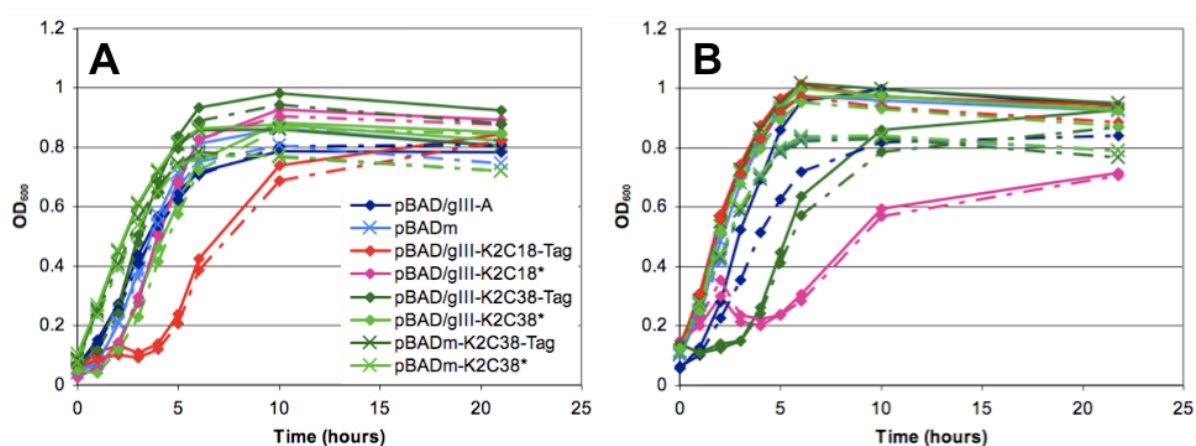 A
1.2
1
0.8
0.6
0.4
0.2
0
OD600
0 5 10 15 20 25
Time (hours)
pBAD/gIII-A
pBADm
pBAD/gIII-K2C18-Tag
pBAD/gIII-K2C18*
pBAD/gIII-K2C38-Tag
pBAD/gIII-K2C38*
pBADm-K2C38-Tag
pBADm-K2C38*
B
1.2
1
0.8
0.6
0.4
0.2
0
OD600
0 5 10 15 20 25
Time (hours)